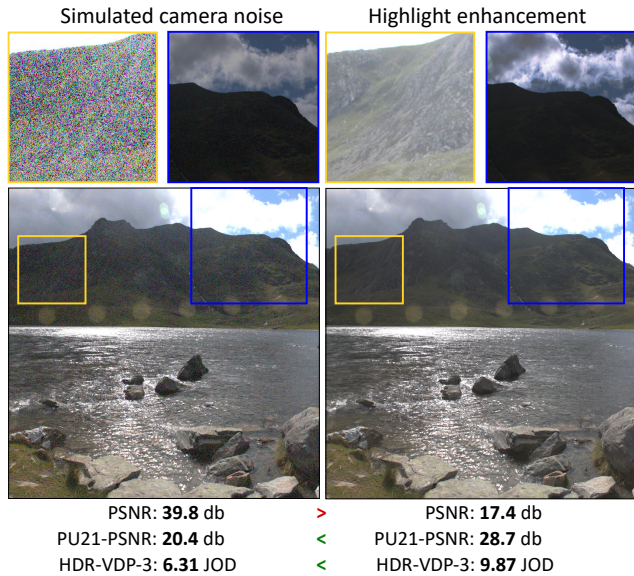 Simulated camera noise
Highlight enhancement
PSNR: 39.8 db > PSNR: 17.4 db
PU21-PSNR: 20.4 db < PU21-PSNR: 28.7 db
HDR-VDP-3: 6.31 JOD < HDR-VDP-3: 9.87 JOD